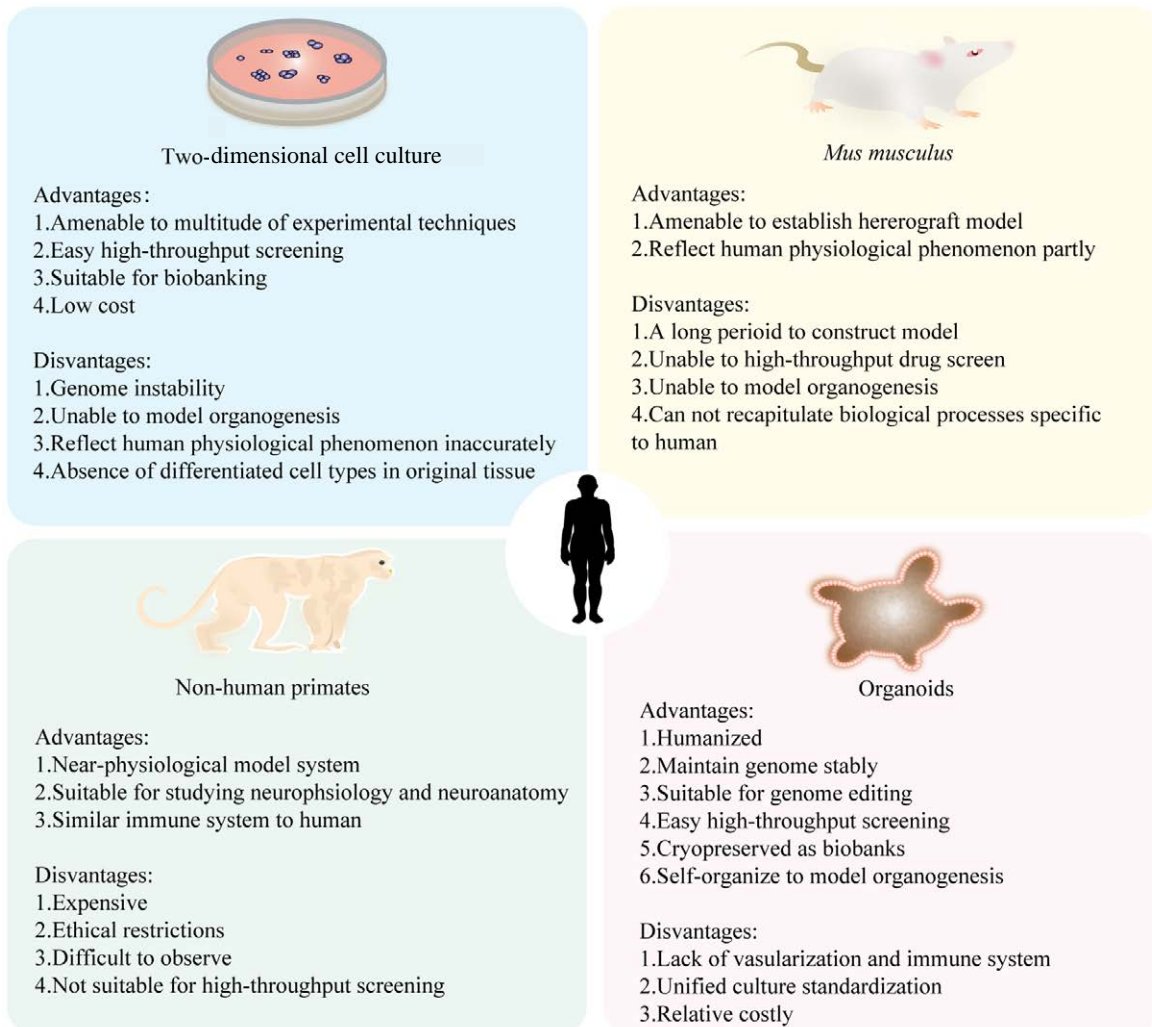 Two-dimensional cell culture
Advantages:
1.Amenable to multitude of experimental techniques
2.Easy high-throughput screening
3.Suitable for biobanking
4.Low cost
Disvantages:
1.Genome instability
2.Unable to model organogenesis
3.Reflect human physiological phenomenon inaccurately
4.Absence of differentiated cell types in original tissue
Mus musculus
Advantages:
1.Amenable to establish hererograft model
2.Reflect human physiological phenomenon partly
Disvantages:
1.A long perioid to construct model
2.Unable to high-throughput drug screen
3.Unable to model organogenesis
4.Can not recapitulate biological processes specific
to human
Non-human primates
Advantages:
1.Near-physiological model system
2.Suitable for studying neurophsiology and neuroanatomy
3.Similar immune system to human
Disvantages:
1.Expensive
2.Ethical restrictions
3.Difficult to observe
4.Not suitable for high-throughput screening
Organoids
Advantages:
1.Humanized
2.Maintain genome stably
3.Suitable for genome editing
4.Easy high-throughput screening
5.Cryopreserved as biobanks
6.Self-organize to model organogenesis
Disvantages:
1.Lack of vasularization and immune system
2.Unified culture standardization
3.Relative costly